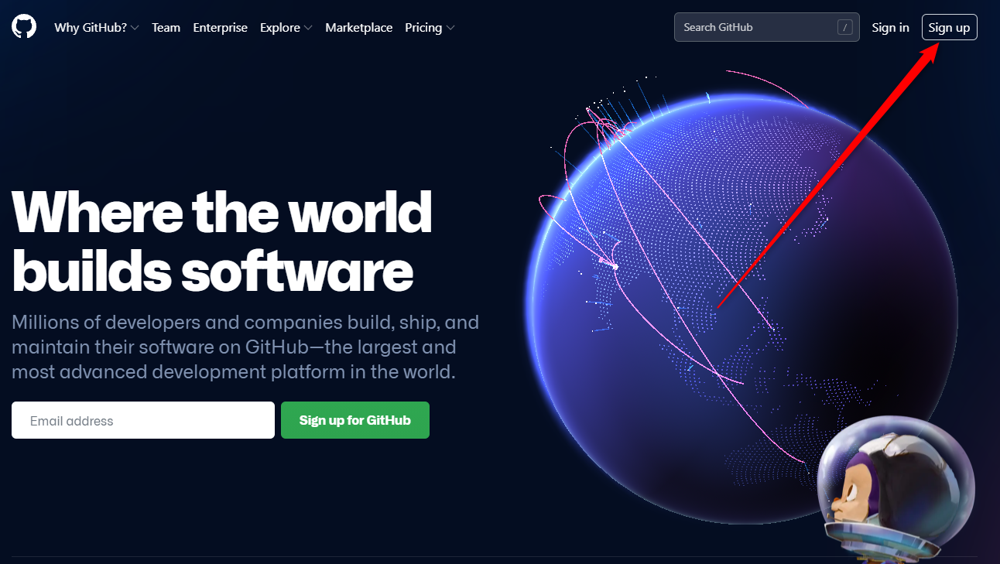 Why GitHub?
Team
Enterprise
Explore
Marketplace
Pricing
Search GitHub
/
Sign in
Sign up
Where the world
builds software
Millions of developers and companies build, ship, and
maintain their software on GitHub—the largest and
most advanced development platform in the world.
Email address
Sign up for GitHub